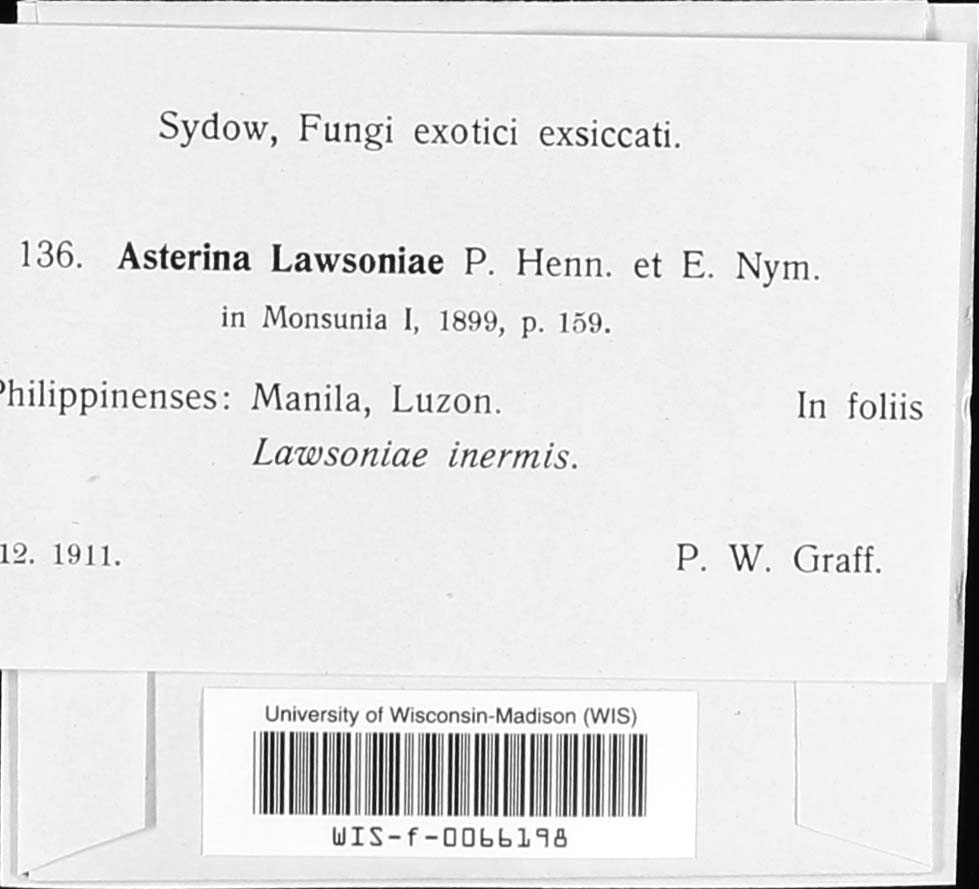 Sydow, Fungi exotici exsiccati.
136. Asterina Lawsoniae P. Henn. et E. Nym.
in Monsunia I, 1899, p. 159.
Philippinenses: Manila, Luzon. In foliis
Lawsoniae inermis.
12. 1911. P. W. Graff.
University of Wisconsin-Madison (WIS)
WIS-f-0066198